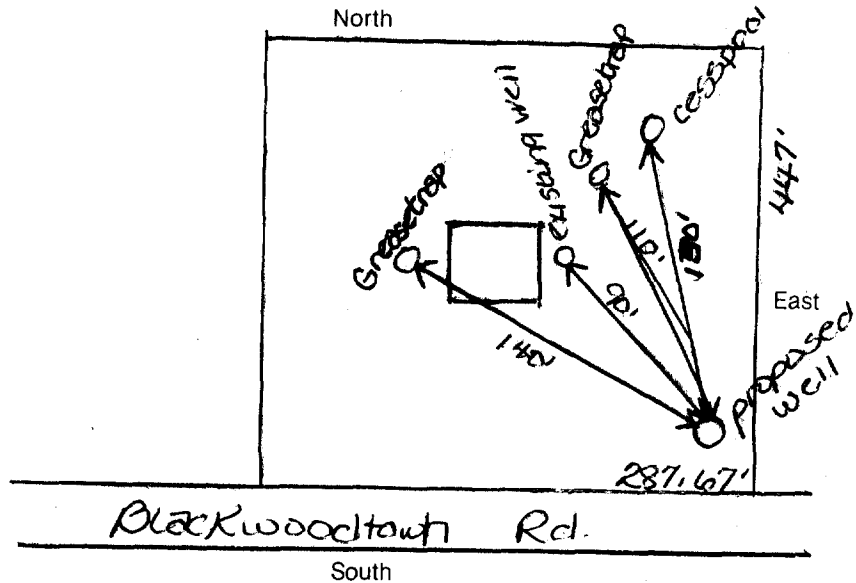 North
existing well
Greasetrap
cesspool
447'
Greasetrap
110'
90'
140'
East
proposed
well
287.67'
Blackwoodtown Rd.
South